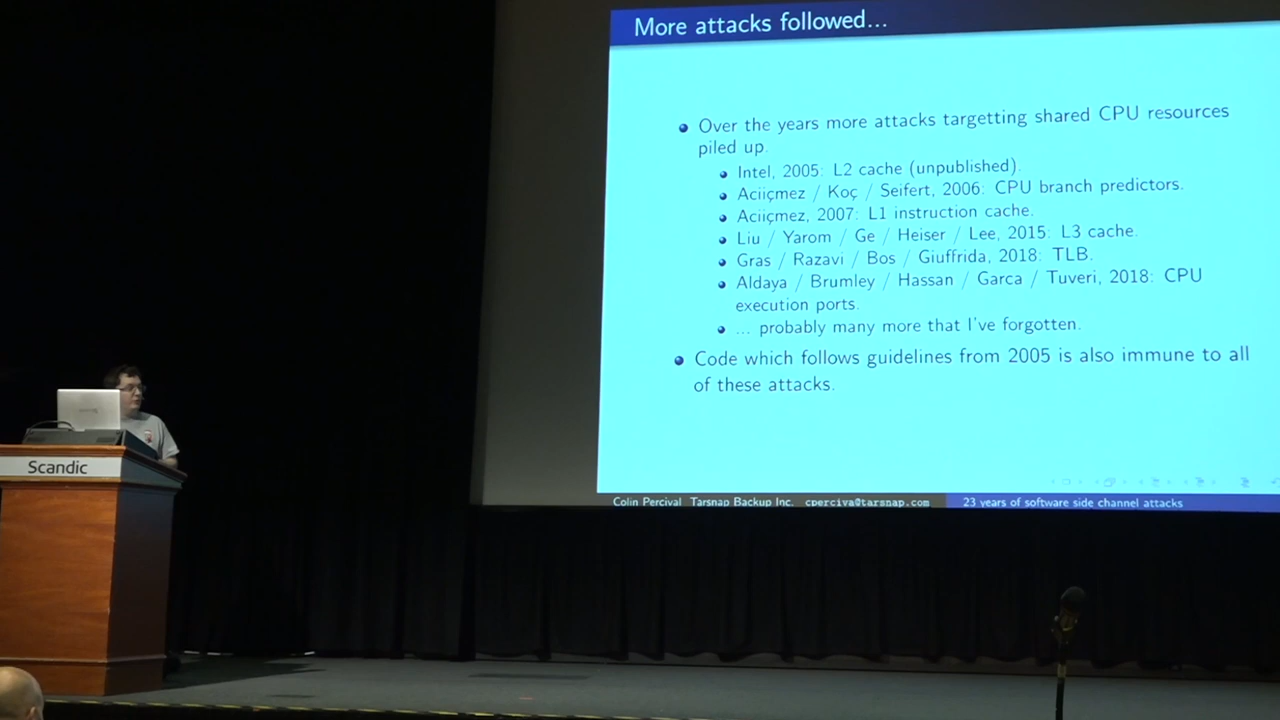 More attacks followed...
Over the years more attacks targetting shared CPU resources
piled up.
Intel, 2005: L2 cache (unpublished).
Aciiçmez / Koç / Seifert, 2006: CPU branch predictors.
Aciiçmez, 2007: L1 instruction cache.
Liu / Yarom / Ge / Heiser / Lee, 2015: L3 cache.
Gras / Razavi / Bos / Giuffrida, 2018: TLB.
Aldaya / Brumley / Hassan / Garca / Tuveri, 2018: CPU
execution ports.
... probably many more that I've forgotten.
Code which follows guidelines from 2005 is also immune to all
of these attacks.
Scandic
Colin Percival Tarsnap Backup Inc. cperciva@tarsnap.com 23 years of software side channel attacks